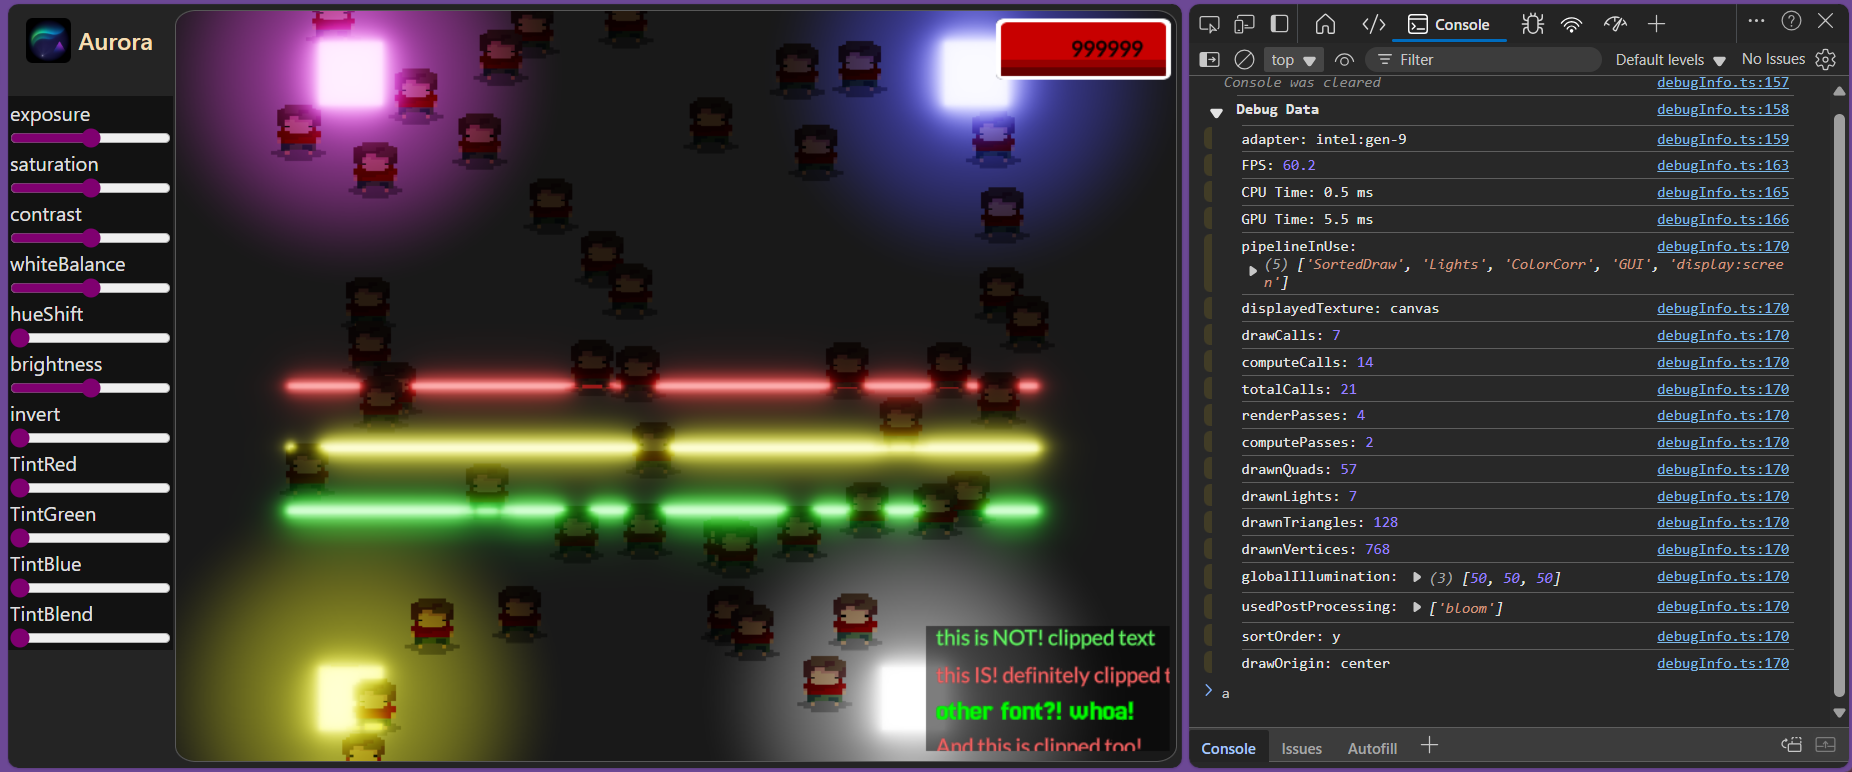 Aurora
exposure
saturation
contrast
whiteBalance
hueShift
brightness
invert
TintRed
TintGreen
TintBlue
TintBlend
999999
this is NOT! clipped text
this IS! definitely clipped t
other font?! whoa!
And this is clipped too!
Console
top
Filter
Default levels
No Issues
Console was cleared debugInfo.ts:157
Debug Data debugInfo.ts:158
adapter: intel:gen-9 debugInfo.ts:159
FPS: 60.2 debugInfo.ts:163
CPU Time: 0.5 ms debugInfo.ts:165
GPU Time: 5.5 ms debugInfo.ts:166
pipelineInUse: debugInfo.ts:170
(5) ['SortedDraw', 'Lights', 'ColorCorr', 'GUI', 'display:scree
n']
displayedTexture: canvas debugInfo.ts:170
drawCalls: 7 debugInfo.ts:170
computeCalls: 14 debugInfo.ts:170
totalCalls: 21 debugInfo.ts:170
renderPasses: 4 debugInfo.ts:170
computePasses: 2 debugInfo.ts:170
drawnQuads: 57 debugInfo.ts:170
drawnLights: 7 debugInfo.ts:170
drawnTriangles: 128 debugInfo.ts:170
drawnVertices: 768 debugInfo.ts:170
globalIllumination: (3) [50, 50, 50] debugInfo.ts:170
usedPostProcessing: ['bloom'] debugInfo.ts:170
sortOrder: y debugInfo.ts:170
drawOrigin: center debugInfo.ts:170
a
Console Issues Autofill